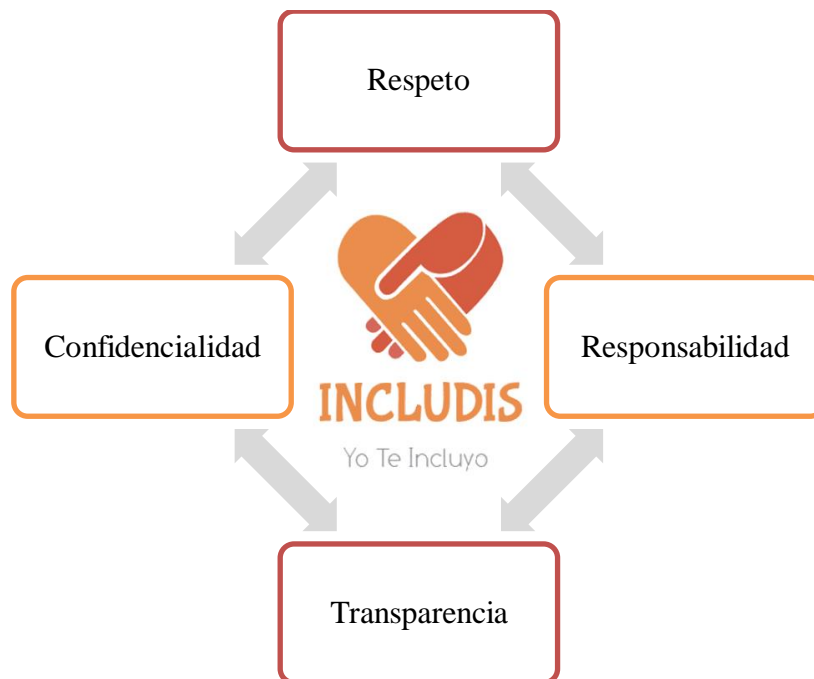 Respeto
Confidencialidad
Responsabilidad
INCLUDIS
Yo Te Incluyo
Transparencia